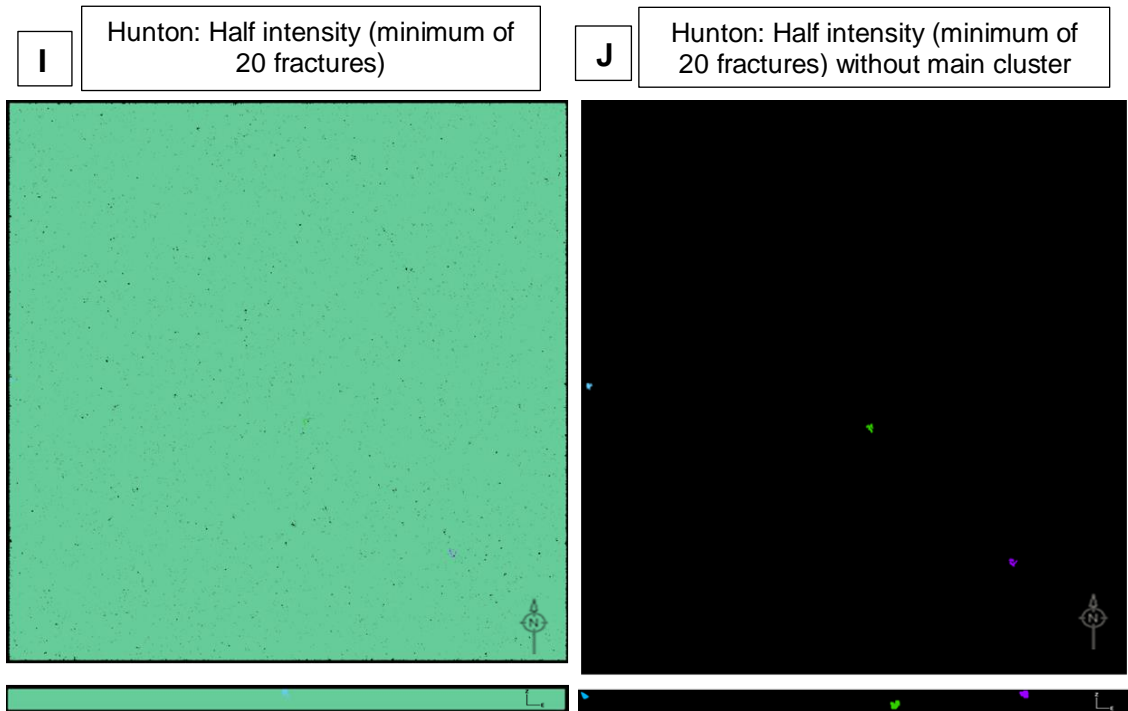 I
Hunton: Half intensity (minimum of
20 fractures)
J
Hunton: Half intensity (minimum of
20 fractures) without main cluster
N
N
Z
E
Z
E